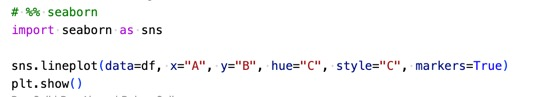 # %% seaborn
import seaborn as sns

sns.lineplot(data=df, x="A", y="B", hue="C", style="C", markers=True)
plt.show()